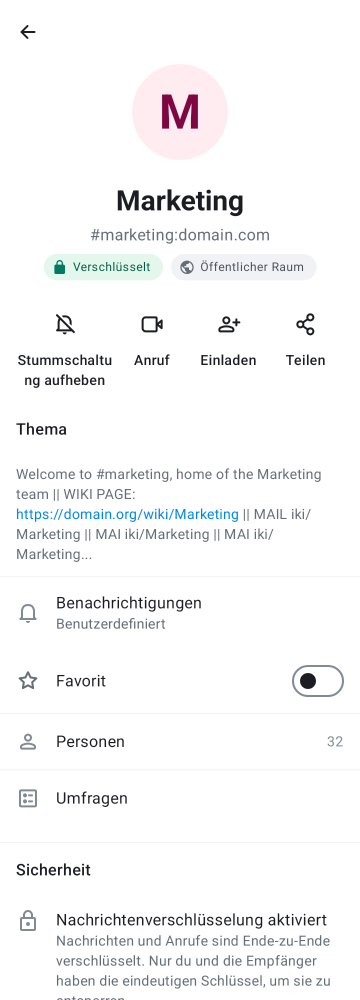 M
Marketing
#marketing:domain.com
Verschlüsselt
Öffentlicher Raum
Stummschaltu
ng aufheben
Anruf
Einladen
Teilen
Thema
Welcome to #marketing, home of the Marketing
team || WIKI PAGE:
https://domain.org/wiki/Marketing || MAIL iki/
Marketing || MAI iki/Marketing || MAI iki/
Marketing...
Benachrichtigungen
Benutzerdefiniert
Favorit
Personen
32
Umfragen
Sicherheit
Nachrichtenverschlüsselung aktiviert
Nachrichten und Anrufe sind Ende-zu-Ende
verschlüsselt. Nur du und die Empfänger
haben die eindeutigen Schlüssel, um sie zu